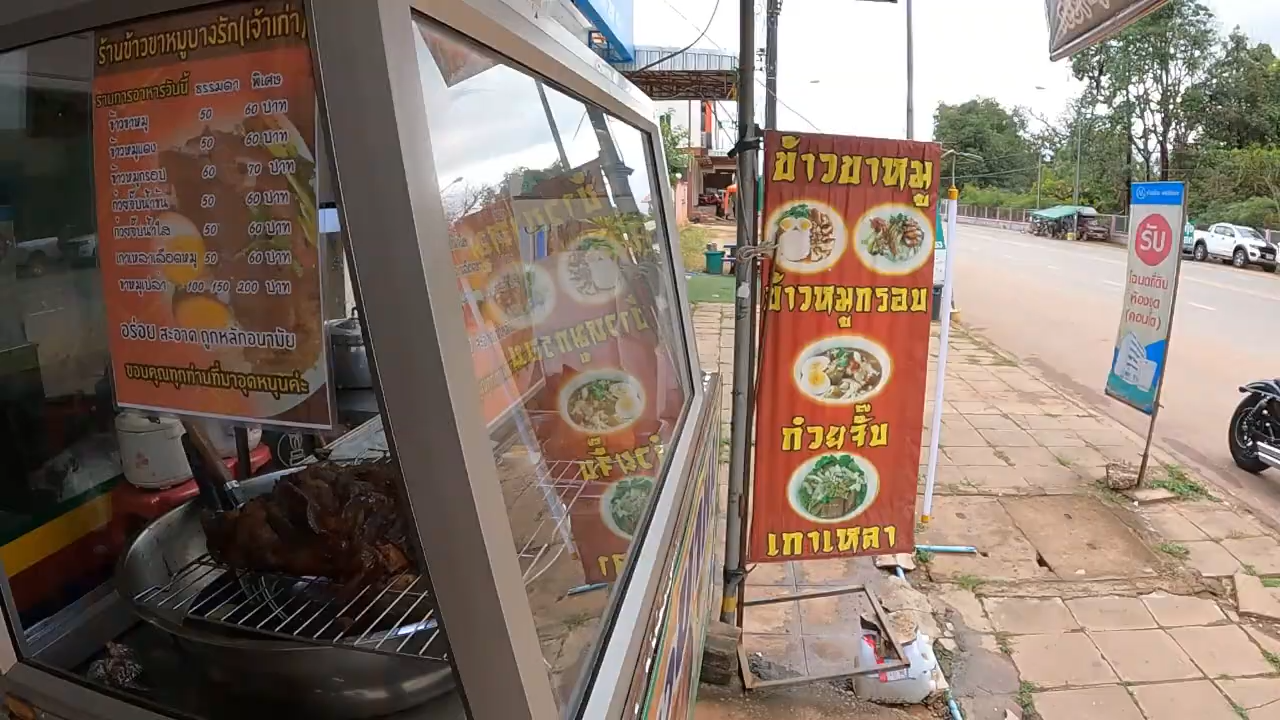 ร้านข้าวขาหมูบางรัก(เจ้าเก่า)
รายการอาหารวันนี้ ธรรมดา พิเศษ
ข้าวขาหมู 50 60 บาท
ข้าวหมูแดง 50 60 บาท
ข้าวหมูกรอบ 60 70 บาท
ก๋วยจั๊บน้ำข้น 50 60 บาท
ก๋วยจั๊บน้ำใส 50 60 บาท
เกาเหลาเลือดหมู 50 60 บาท
ขาหมูเปล่า 100 150 200 บาท
อร่อย สะอาด ถูกหลักอนามัย
ขอบคุณทุกท่านที่มาอุดหนุนค่ะ
ข้าวขาหมู
ข้าวหมูกรอบ
ก๋วยจั๊บ
เกาเหลา
รับ
โฉนดที่ดิน
ห้องชุด
(คอนโด)